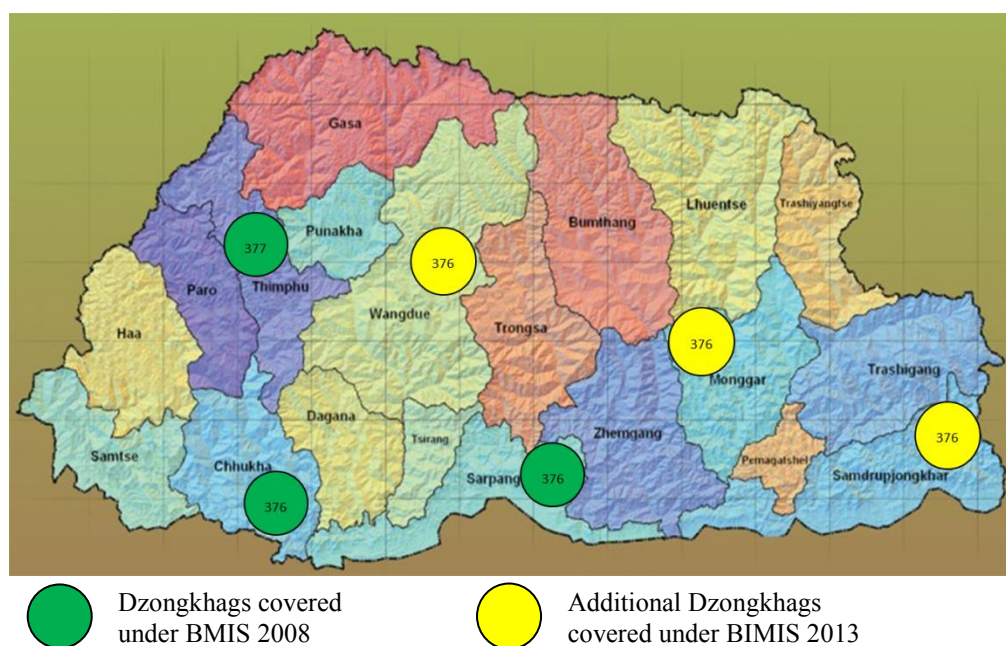 Gasa
Lhuentse
Trashiyangtse
Bumthang
Punakha
377
376
Paro
Thimphu
Wangdue
Trongsa
Haa
376
Monggar
Trashigang
Dagana
Tsirang
Zhemgang
376
Samtse
Chhukha
Sarpang
376
Pemagatshel
Samdrupjongkhar
376
Dzongkhags covered
under BMIS 2008
Additional Dzongkhags
covered under BIMIS 2013